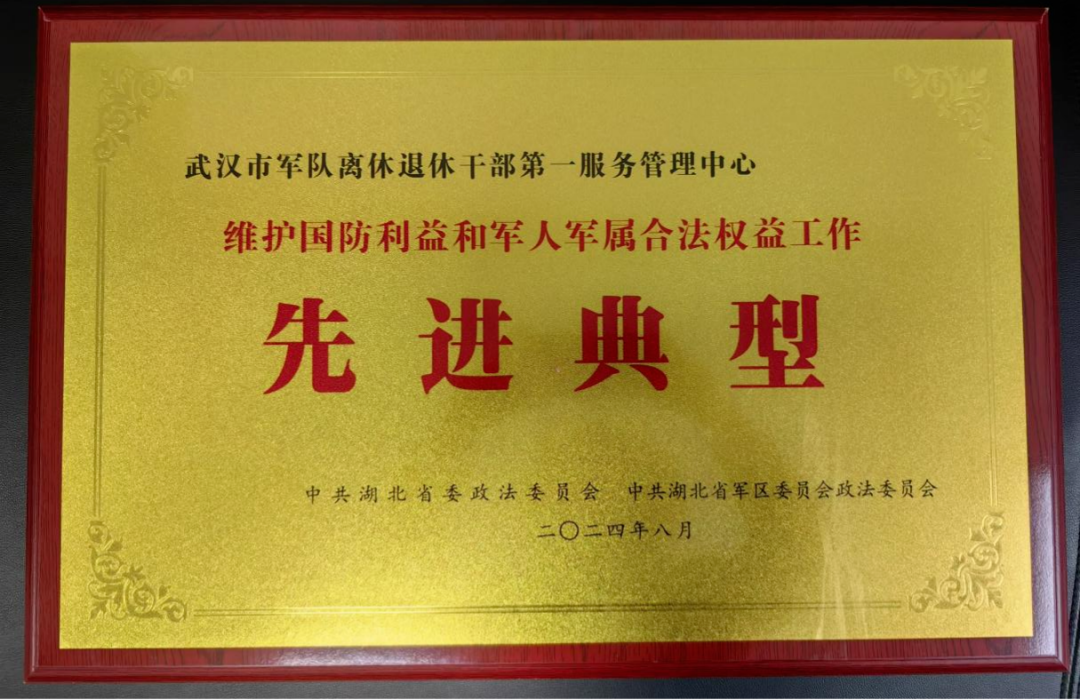 武汉市军队离休退休干部第一服务管理中心
维护国防利益和军人军属合法权益工作
先进典型
中共湖北省委政法委员会 中共湖北省军区委员会政法委员会
二〇二四年八月